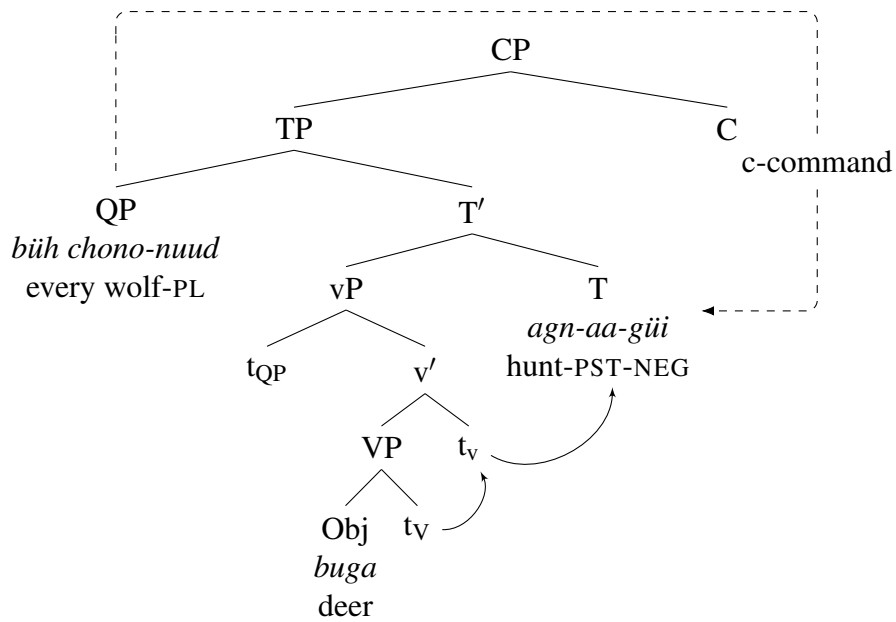 CP
TP C
c-command
QP T′
büh chono-nuud
every wolf-PL
vP T
agn-aa-güi
hunt-PST-NEG
tQP v'
VP tv
Obj tV
buga
deer